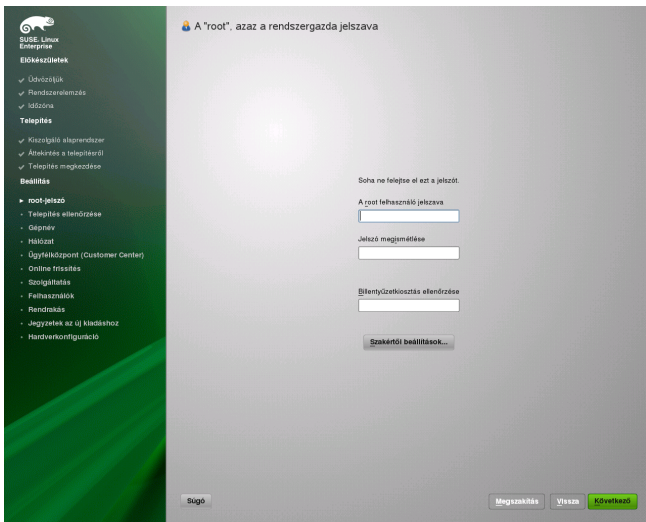 SUSE. Linux
Enterprise
Előkészületek
Üdvözöljük
Rendszerelemzés
Időzóna
Telepítés
Kiszolgáló alaprendszer
Áttekintés a telepítésről
Telepítés megkezdése
Beállítás
root-jelszó
Telepítés ellenőrzése
Gépnév
Hálózat
Ügyfélközpont (Customer Center)
Online frissítés
Szolgáltatás
Felhasználók
Rendrakás
Jegyzetek az új kiadáshoz
Hardverkonfiguráció
A "root", azaz a rendszergazda jelszava
Soha ne felejtse el ezt a jelszót.
A root felhasználó jelszava
Jelszó megismétlése
Billentyűzetkiosztás ellenőrzése
Szakértői beállítások...
Súgó
Megszakítás
Vissza
Következő